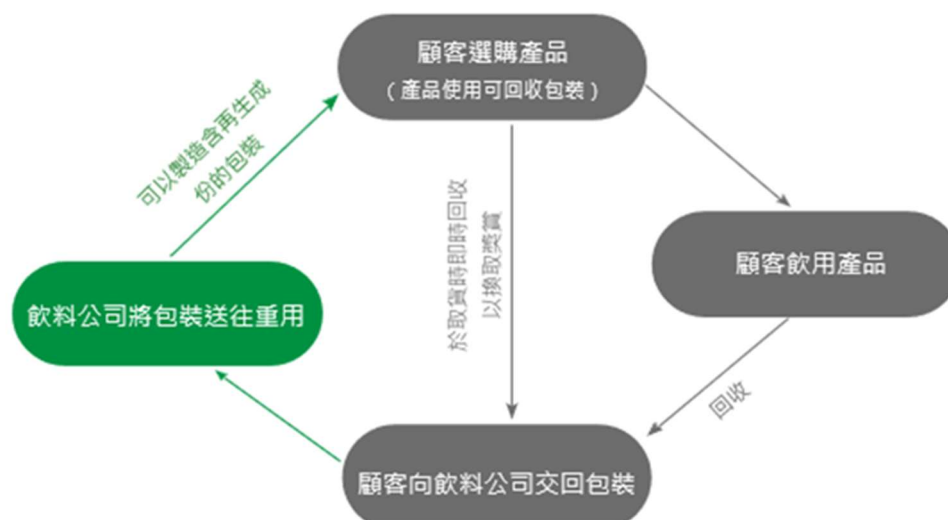 顧客選購產品
(產品使用可回收包裝)
可以製造含再生成
份的包裝
於取貨時即時回收
以換取獎賞
顧客飲用產品
飲料公司將包裝送往重用
回收
顧客向飲料公司交回包裝